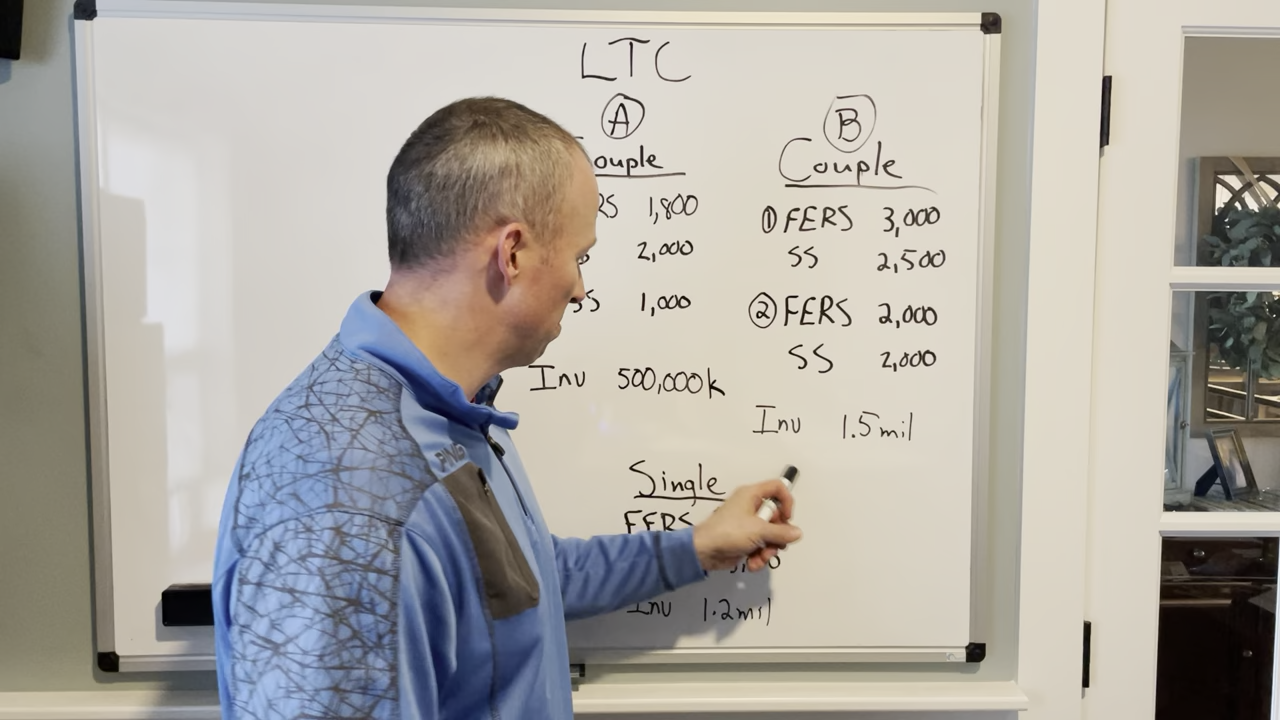 LTC
A
ouple
RS 1,800
2,000
SS 1,000
Inv 500,000k
B
Couple
① FERS 3,000
SS 2,500
② FERS 2,000
SS 2,000
Inv 1.5mil
Single
FERS
Inv 1.2mil